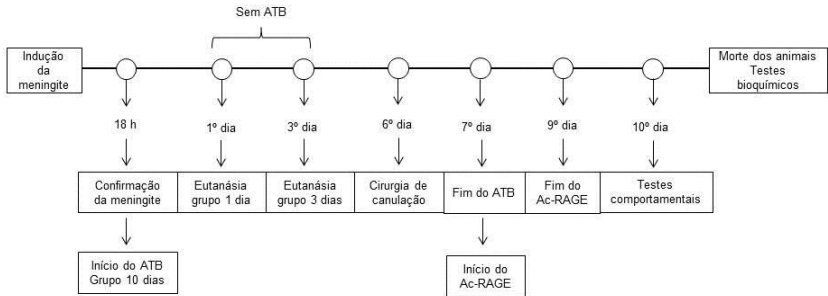 Sem ATB
Indução
da
meningite
Morte dos animais
Testes
bioquímicos
18 h
1º dia
3º dia
6º dia
7º dia
9º dia
10º dia
Confirmação
da meningite
Eutanásia
grupo 1 dia
Eutanásia
grupo 3 dias
Cirurgia de
canulação
Fim do ATB
Fim do
Ac-RAGE
Testes
comportamentais
Início do ATB
Grupo 10 dias
Início do
Ac-RAGE